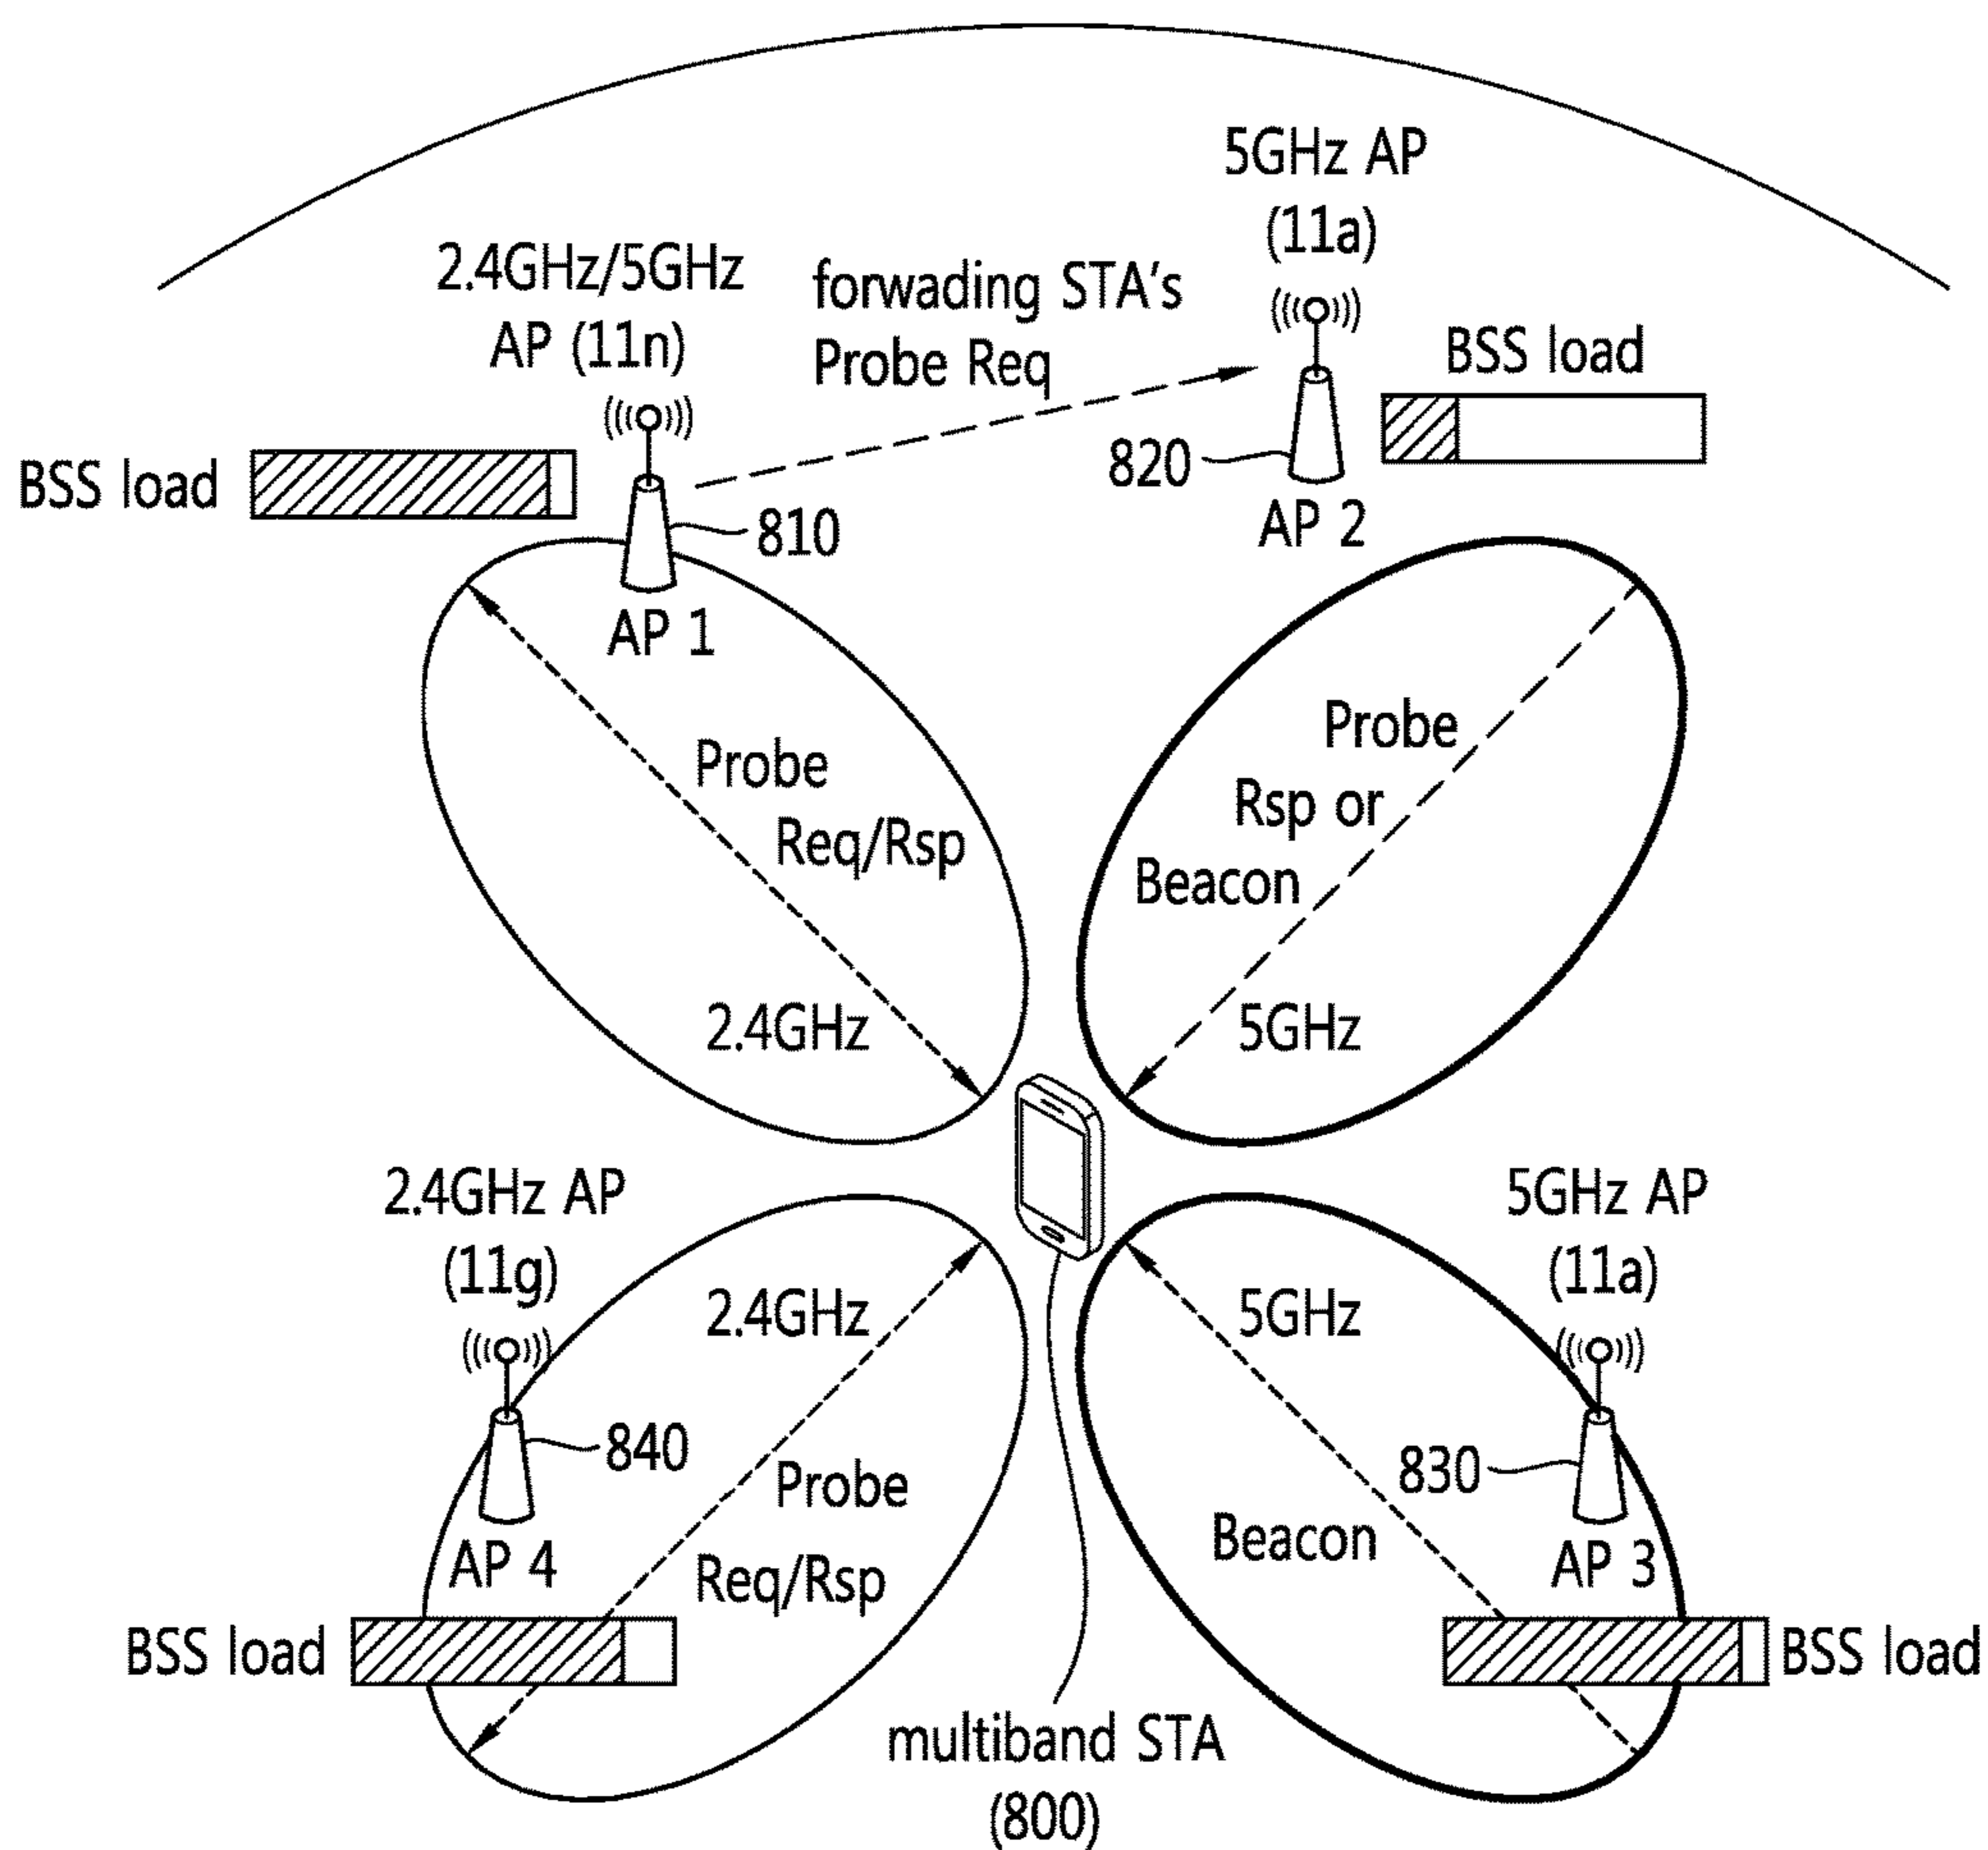 5GHz AP
(11a)
2.4GHz/5GHz
AP (11n)
forwading STA's
Probe Req
BSS load
BSS load
820
AP 2
810
AP 1
Probe
Req/Rsp
2.4GHz
Probe
Rsp or
Beacon
5GHz
2.4GHz AP
(11g)
2.4GHz
5GHz
5GHz AP
(11a)
840
AP 4
Probe
Req/Rsp
BSS load
830
AP 3
Beacon
BSS load
multiband STA
(800)